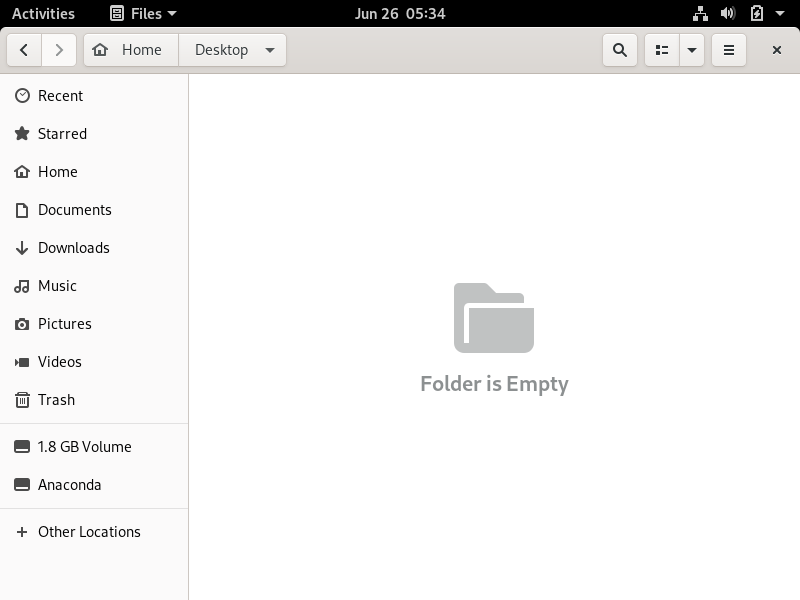 Activities Files Jun 26 05:34
Home Desktop
Recent
Starred
Home
Documents
Downloads
Music
Pictures
Videos
Trash
1.8 GB Volume
Anaconda
Other Locations
Folder is Empty